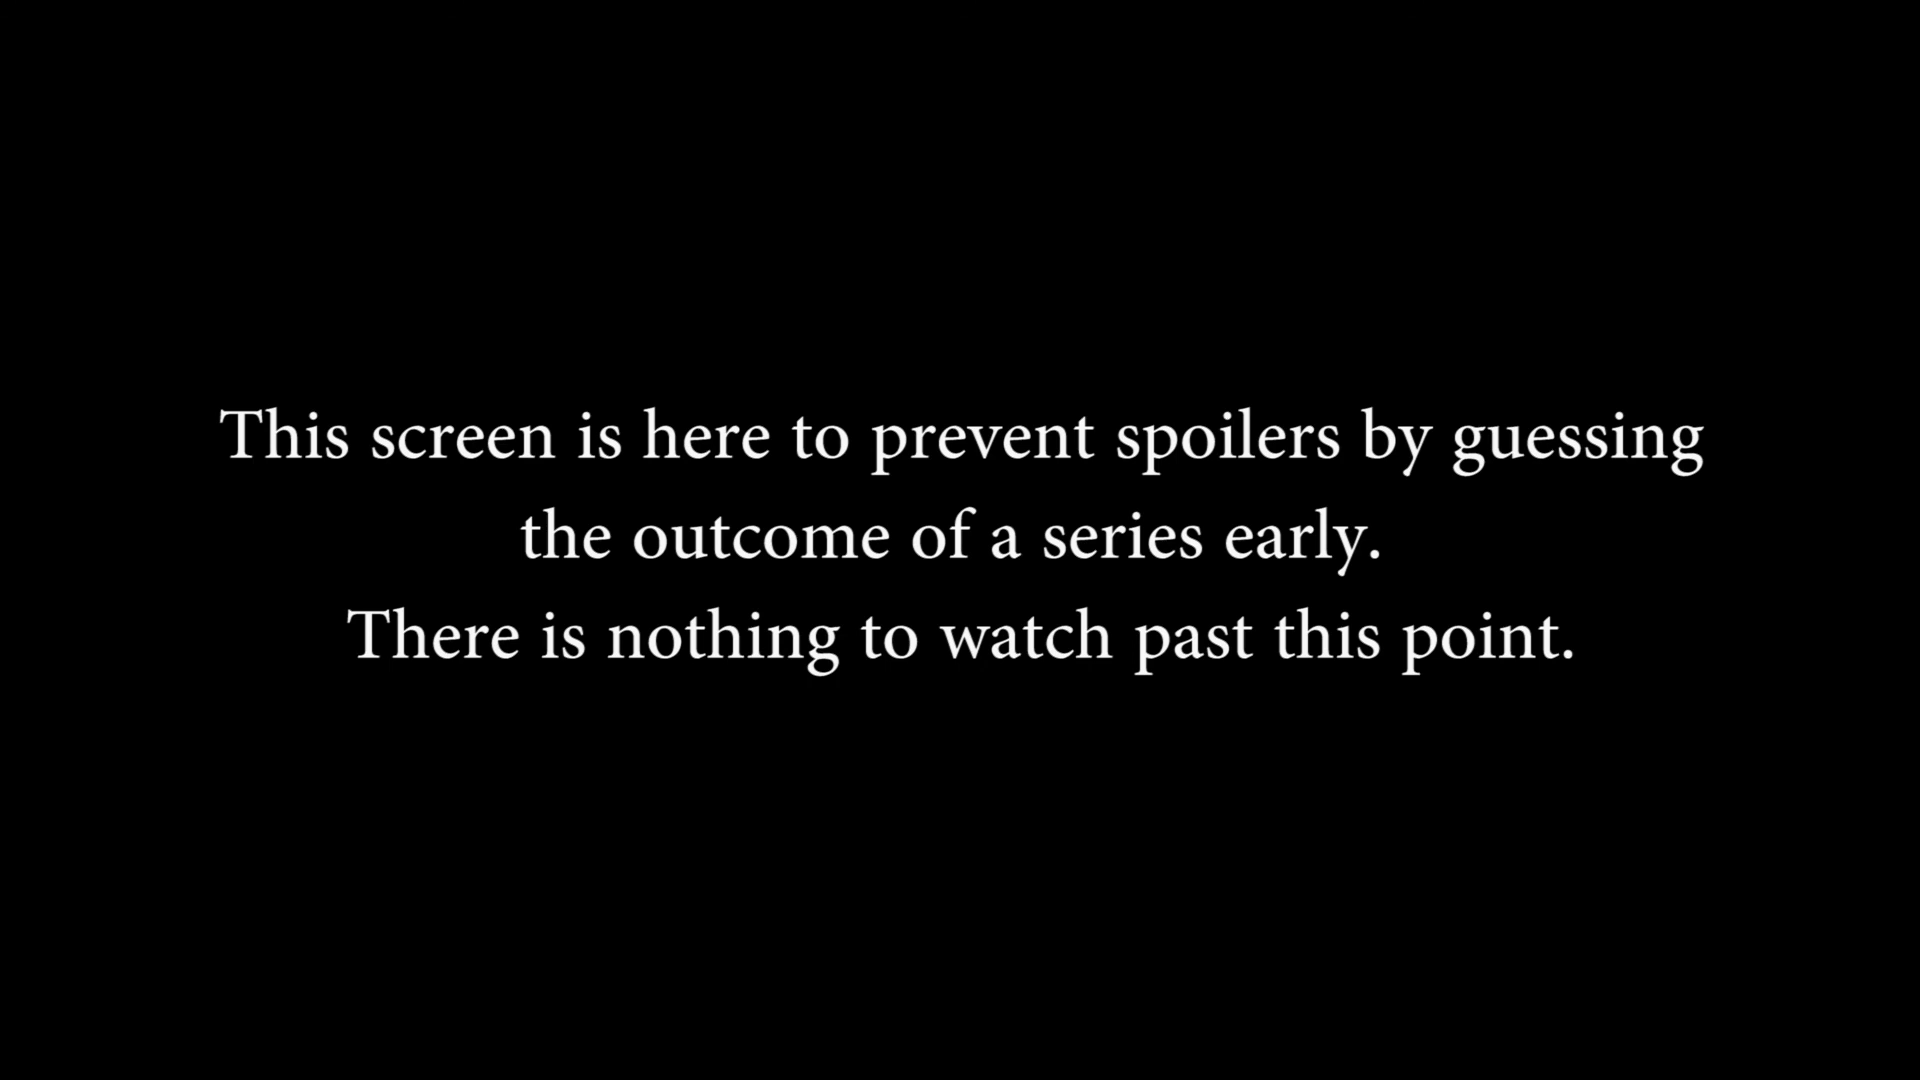 This screen is here to prevent spoilers by guessing
the outcome of a series early.
There is nothing to watch past this point.